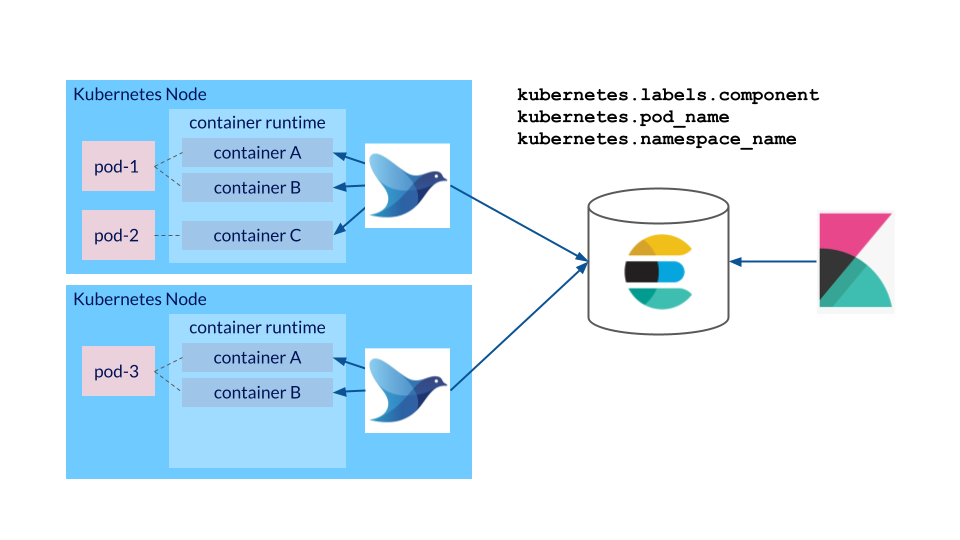 Kubernetes Node
container runtime
pod-1
container A
container B
pod-2
container C
kubernetes.labels.component
kubernetes.pod_name
kubernetes.namespace_name
Kubernetes Node
container runtime
pod-3
container A
container B